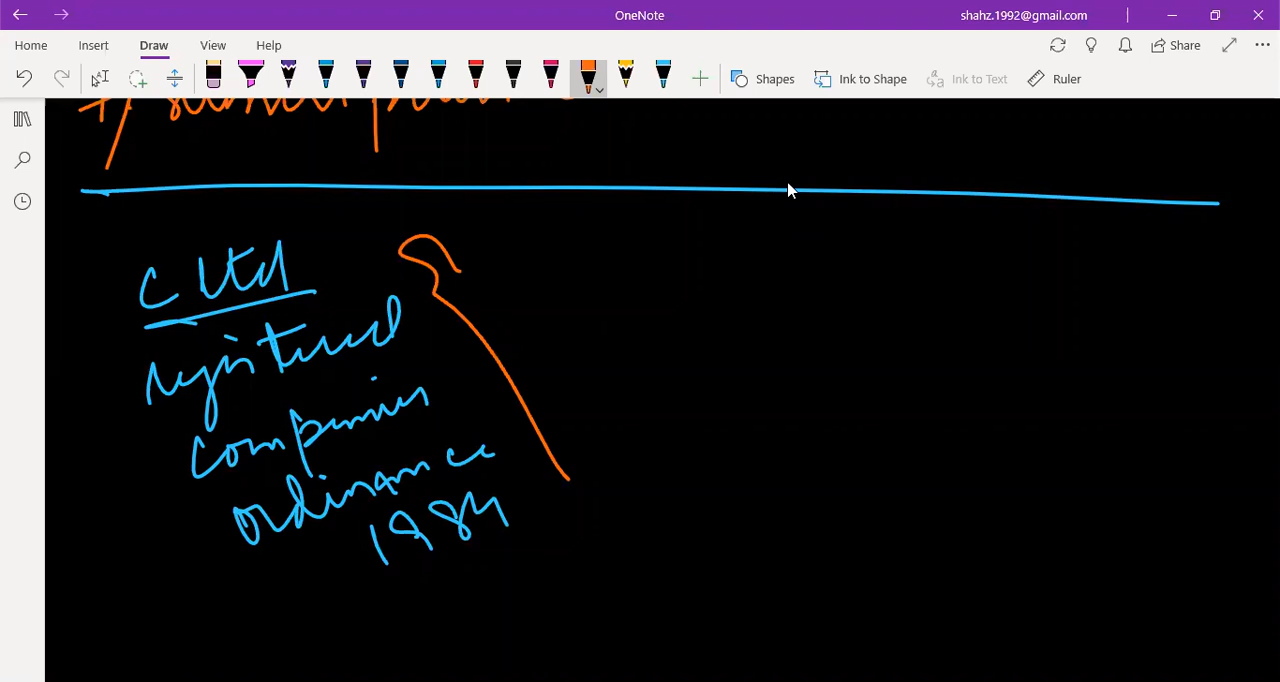 OneNote
shahz.1992@gmail.com
Home Insert Draw View Help
Share
Shapes Ink to Shape Ink to Text Ruler
C Ltd
registered
Companies
Ordinance
1984